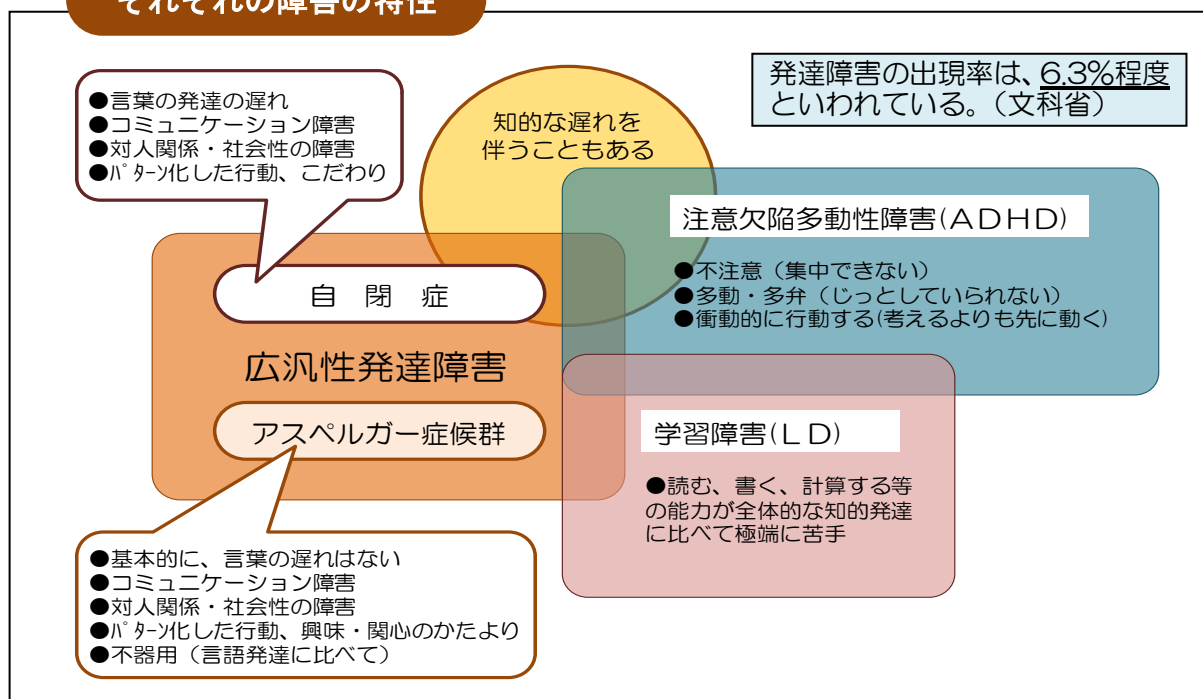 それぞれの障害の特性
発達障害の出現率は、6.3%程度
といわれている。（文科省）
●言葉の発達の遅れ
●コミュニケーション障害
●対人関係・社会性の障害
●ﾊﾟﾀｰﾝ化した行動、こだわり
知的な遅れを
伴うこともある
注意欠陥多動性障害(ＡＤＨＤ)
●不注意（集中できない）
●多動・多弁（じっとしていられない）
●衝動的に行動する(考えるよりも先に動く)
自 閉 症
広汎性発達障害
アスペルガー症候群
学習障害(ＬＤ)
●読む、書く、計算する等
の能力が全体的な知的発達
に比べて極端に苦手
●基本的に、言葉の遅れはない
●コミュニケーション障害
●対人関係・社会性の障害
●ﾊﾟﾀｰﾝ化した行動、興味・関心のかたより
●不器用（言語発達に比べて）